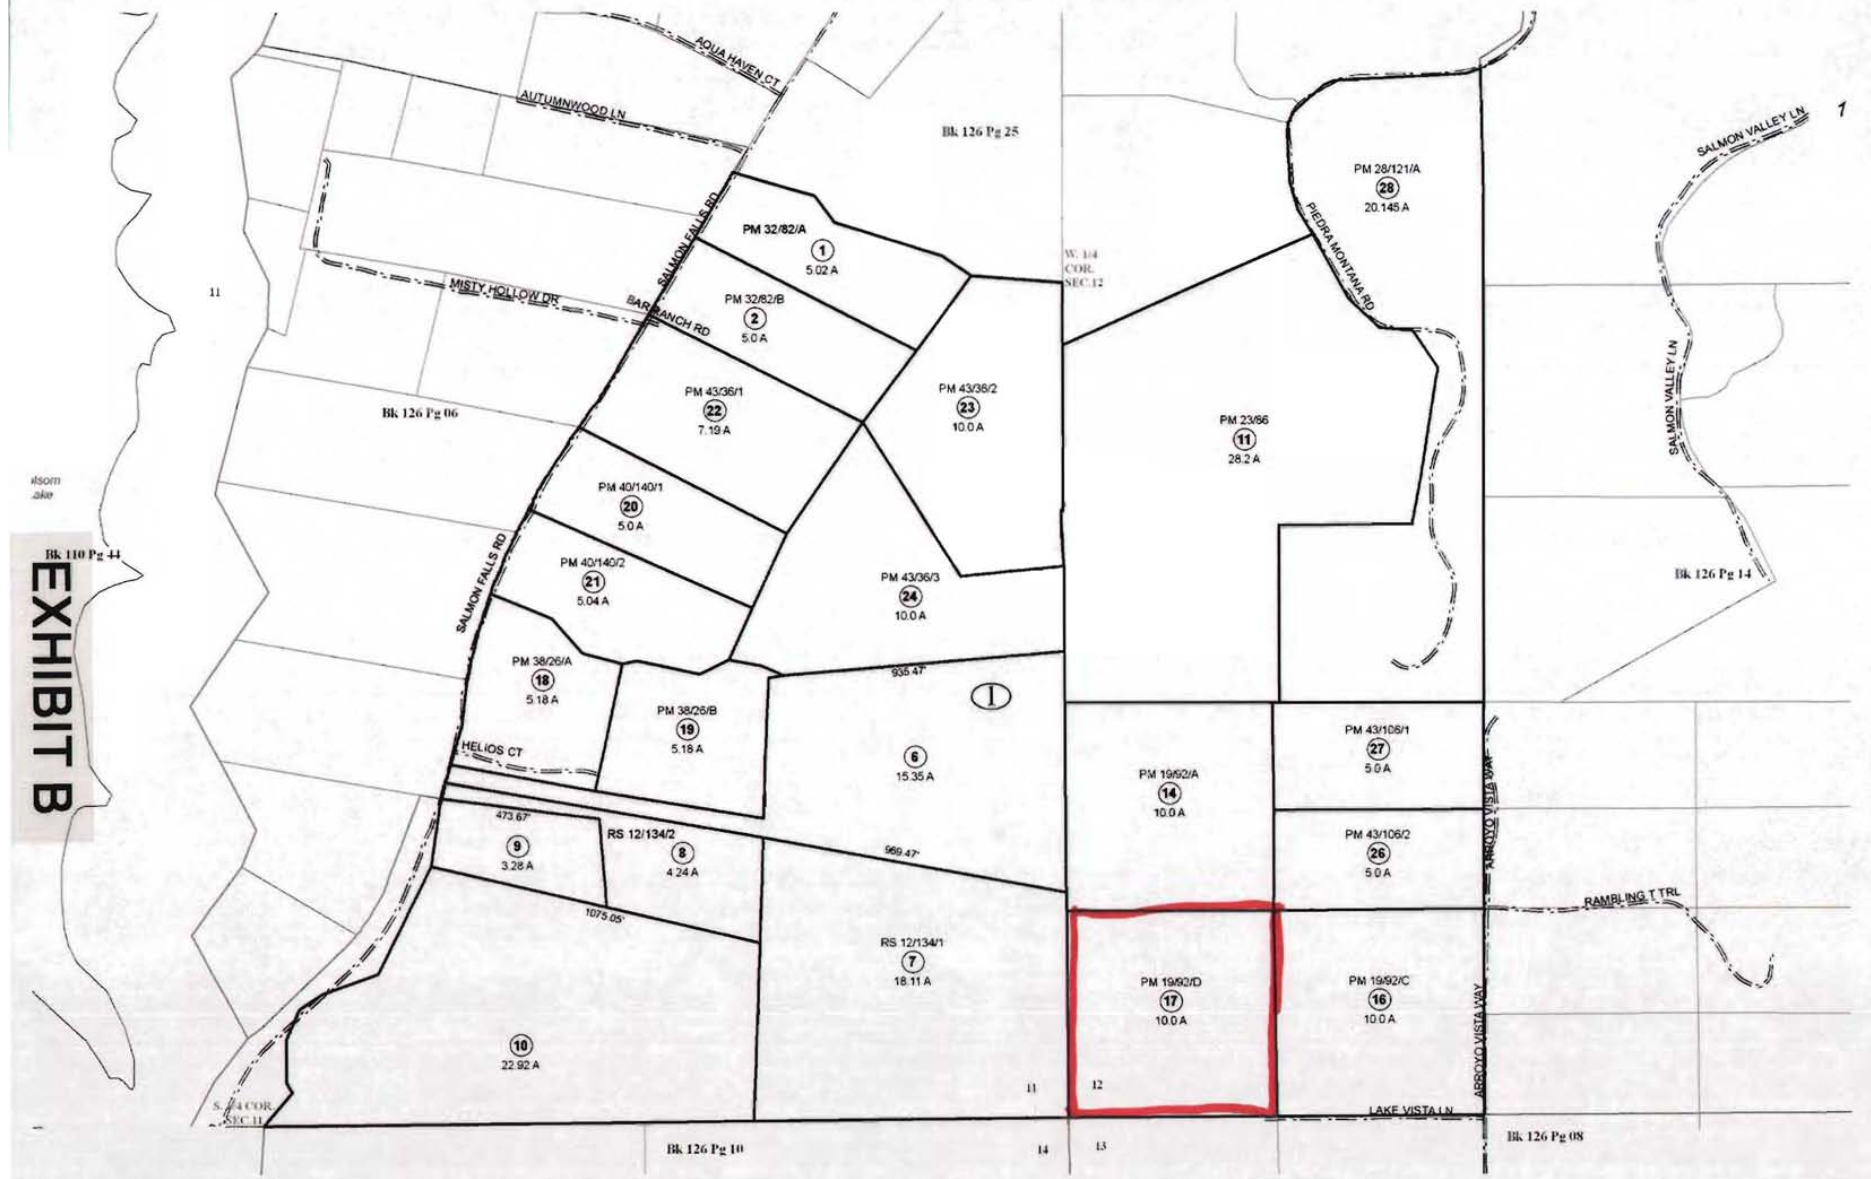 AQUA HAVEN CT
AUTUMNWOOD LN
Bk 126 Pg 25
SALMON VALLEY LN
1
PM 28/121/A
28
20.145 A
SALMON FALLS RD
PM 32/82/A
1
5.02 A
PIEDRA MONTANA RD
W. 1/4
COR.
SEC.12
11
MISTY HOLLOW DR
BAR RANCH RD
PM 32/82/B
2
5.0 A
SALMON VALLEY LN
Bk 126 Pg 06
PM 43/36/1
22
7.19 A
PM 43/36/2
23
10.0 A
PM 23/86
11
28.2 A
PM 40/140/1
20
5.0 A
Bk 110 Pg 44
EXHIBIT B
SALMON FALLS RD
PM 40/140/2
21
5.04 A
PM 43/36/3
24
10.0 A
Bk 126 Pg 14
PM 38/26/A
18
5.18 A
935.47'
1
PM 38/26/B
19
5.18 A
HELIOS CT
6
15.35 A
PM 19/92/A
14
10.0 A
PM 43/106/1
27
5.0 A
ARROYO VISTA WAY
473.67'
9
3.28 A
RS 12/134/2
8
4.24 A
969.47'
PM 43/106/2
26
5.0 A
1075.05'
RAMBLING T TRL
RS 12/134/1
7
18.11 A
PM 19/92/D
17
10.0 A
PM 19/92/C
16
10.0 A
ARROYO VISTA WAY
10
22.92 A
11
12
LAKE VISTA LN
SEC.11
Bk 126 Pg 10
14
13
Bk 126 Pg 08